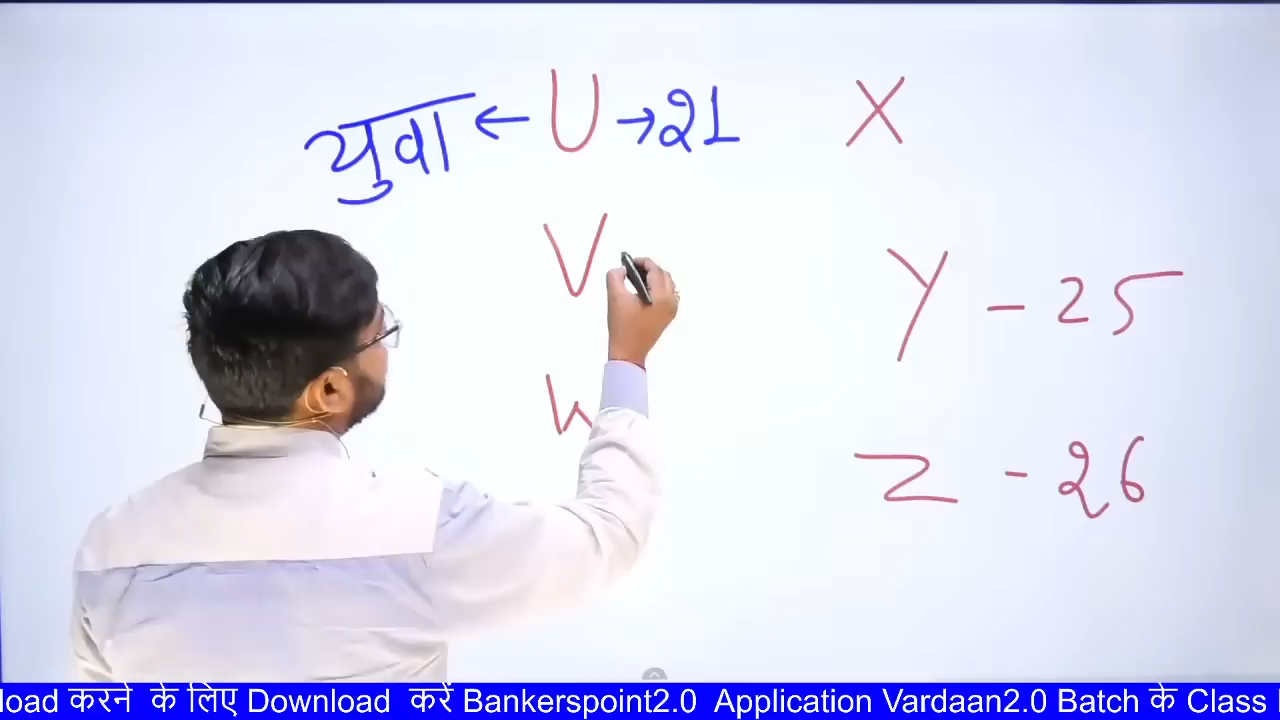 युवा ← U → 21 X
V
Y - 25
W
Z - 26
load करने के लिए Download करें Bankerspoint2.0 Application Vardaan2.0 Batch के Class